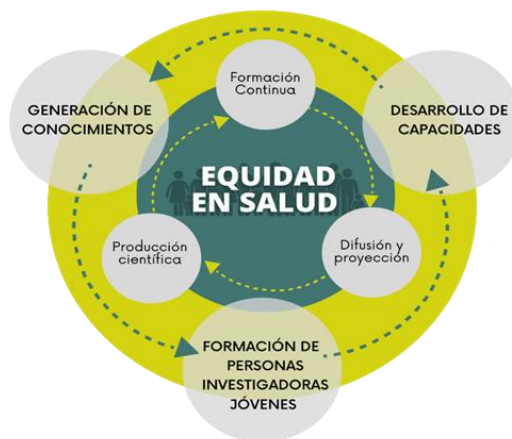 Formación
Continua
GENERACIÓN DE
CONOCIMIENTOS
DESARROLLO DE
CAPACIDADES
EQUIDAD
EN SALUD
Producción
científica
Difusión y
proyección
FORMACIÓN DE
PERSONAS
INVESTIGADORAS
JÓVENES